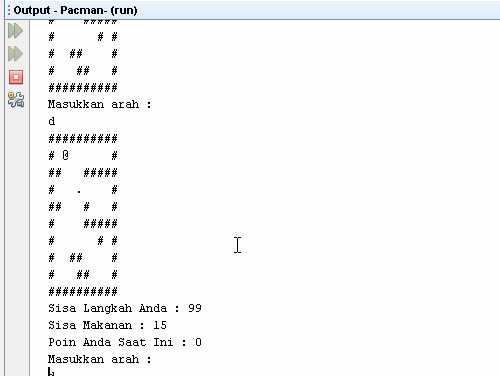 Output - Pacman- (run)
#    #####
#      # #
#  ##    #
#   ##   #
##########
Masukkan arah :
d
##########
# @      #
##   #####
#   .    #
##   #   #
#    #####
#      # #
#  ##    #
#   ##   #
##########
Sisa Langkah Anda : 99
Sisa Makanan : 15
Poin Anda Saat Ini : 0
Masukkan arah :